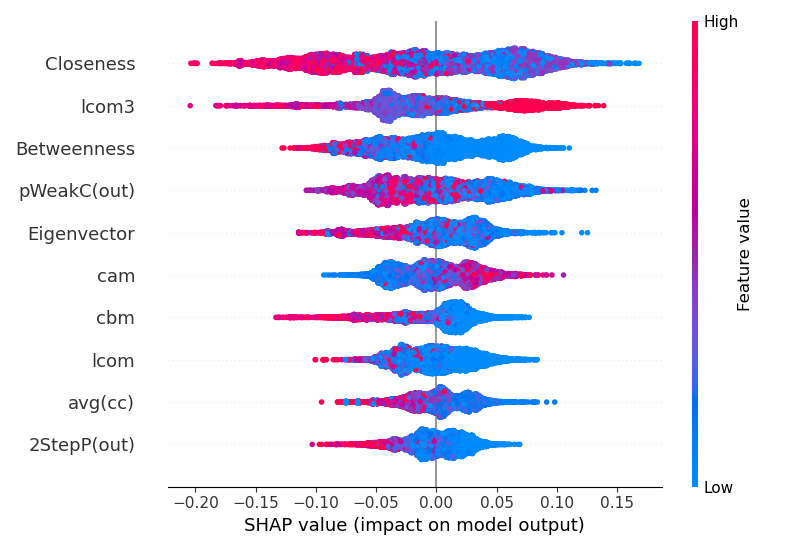 High
Closeness
lcom3
Betweenness
pWeakC(out)
Eigenvector
cam
cbm
lcom
avg(cc)
2StepP(out)
Feature value
Low
−0.20 −0.15 −0.10 −0.05 0.00 0.05 0.10 0.15
SHAP value (impact on model output)